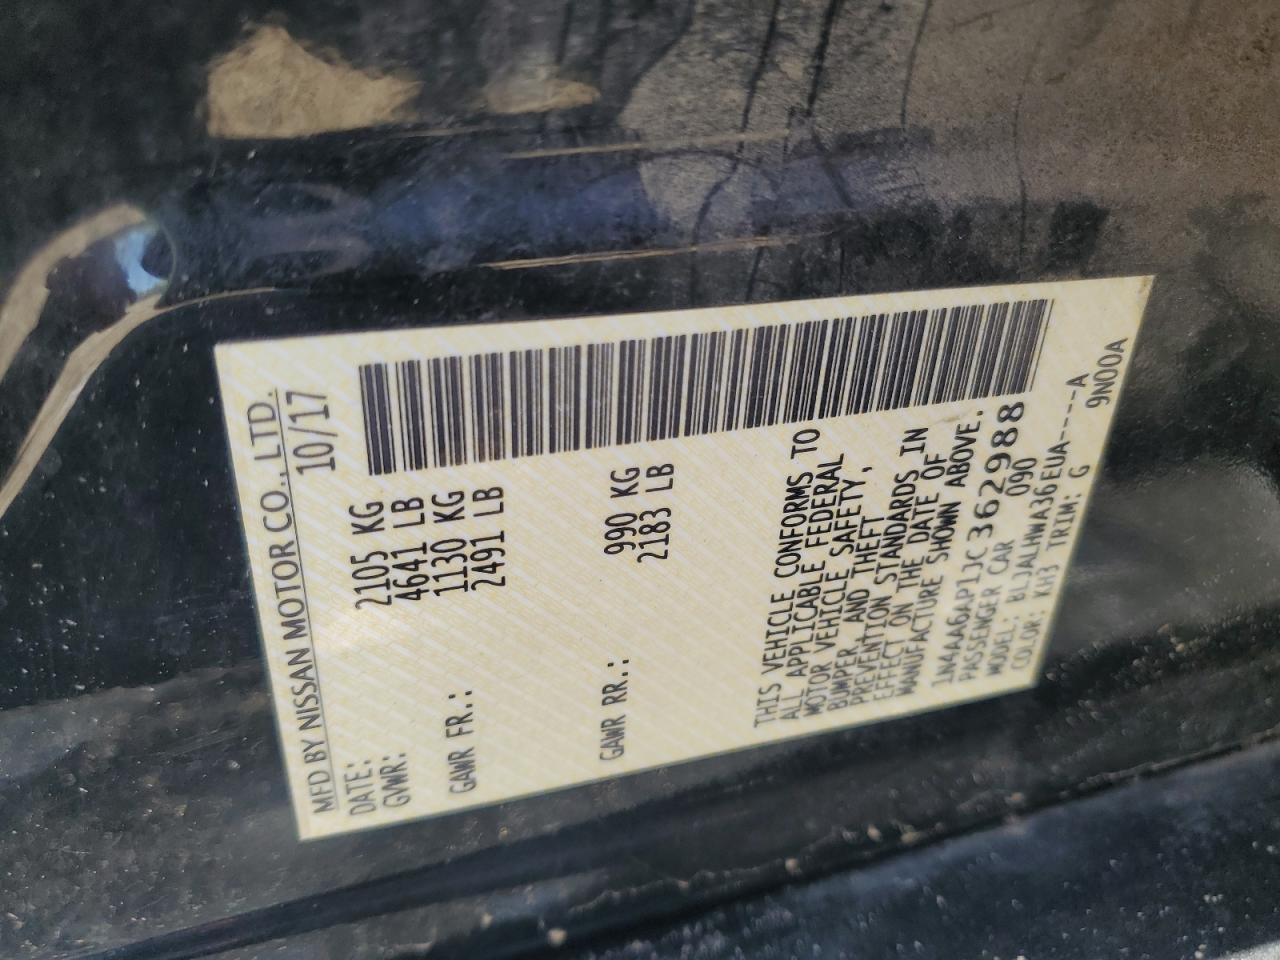 MFD BY NISSAN MOTOR CO., LTD.
DATE: 10/17
GVWR: 2105 KG
4641 LB
GAWR FR.: 1130 KG
2491 LB
GAWR RR.: 990 KG
2183 LB
THIS VEHICLE CONFORMS TO
ALL APPLICABLE FEDERAL
MOTOR VEHICLE SAFETY,
BUMPER, AND THEFT
PREVENTION STANDARDS IN
EFFECT ON THE DATE OF
MANUFACTURE SHOWN ABOVE.
1N4AA6AP1JC362988
PASSENGER CAR 090
MODEL: BLJALHWA36EUA-----A
COLOR: KH3 TRIM: G 9N00A